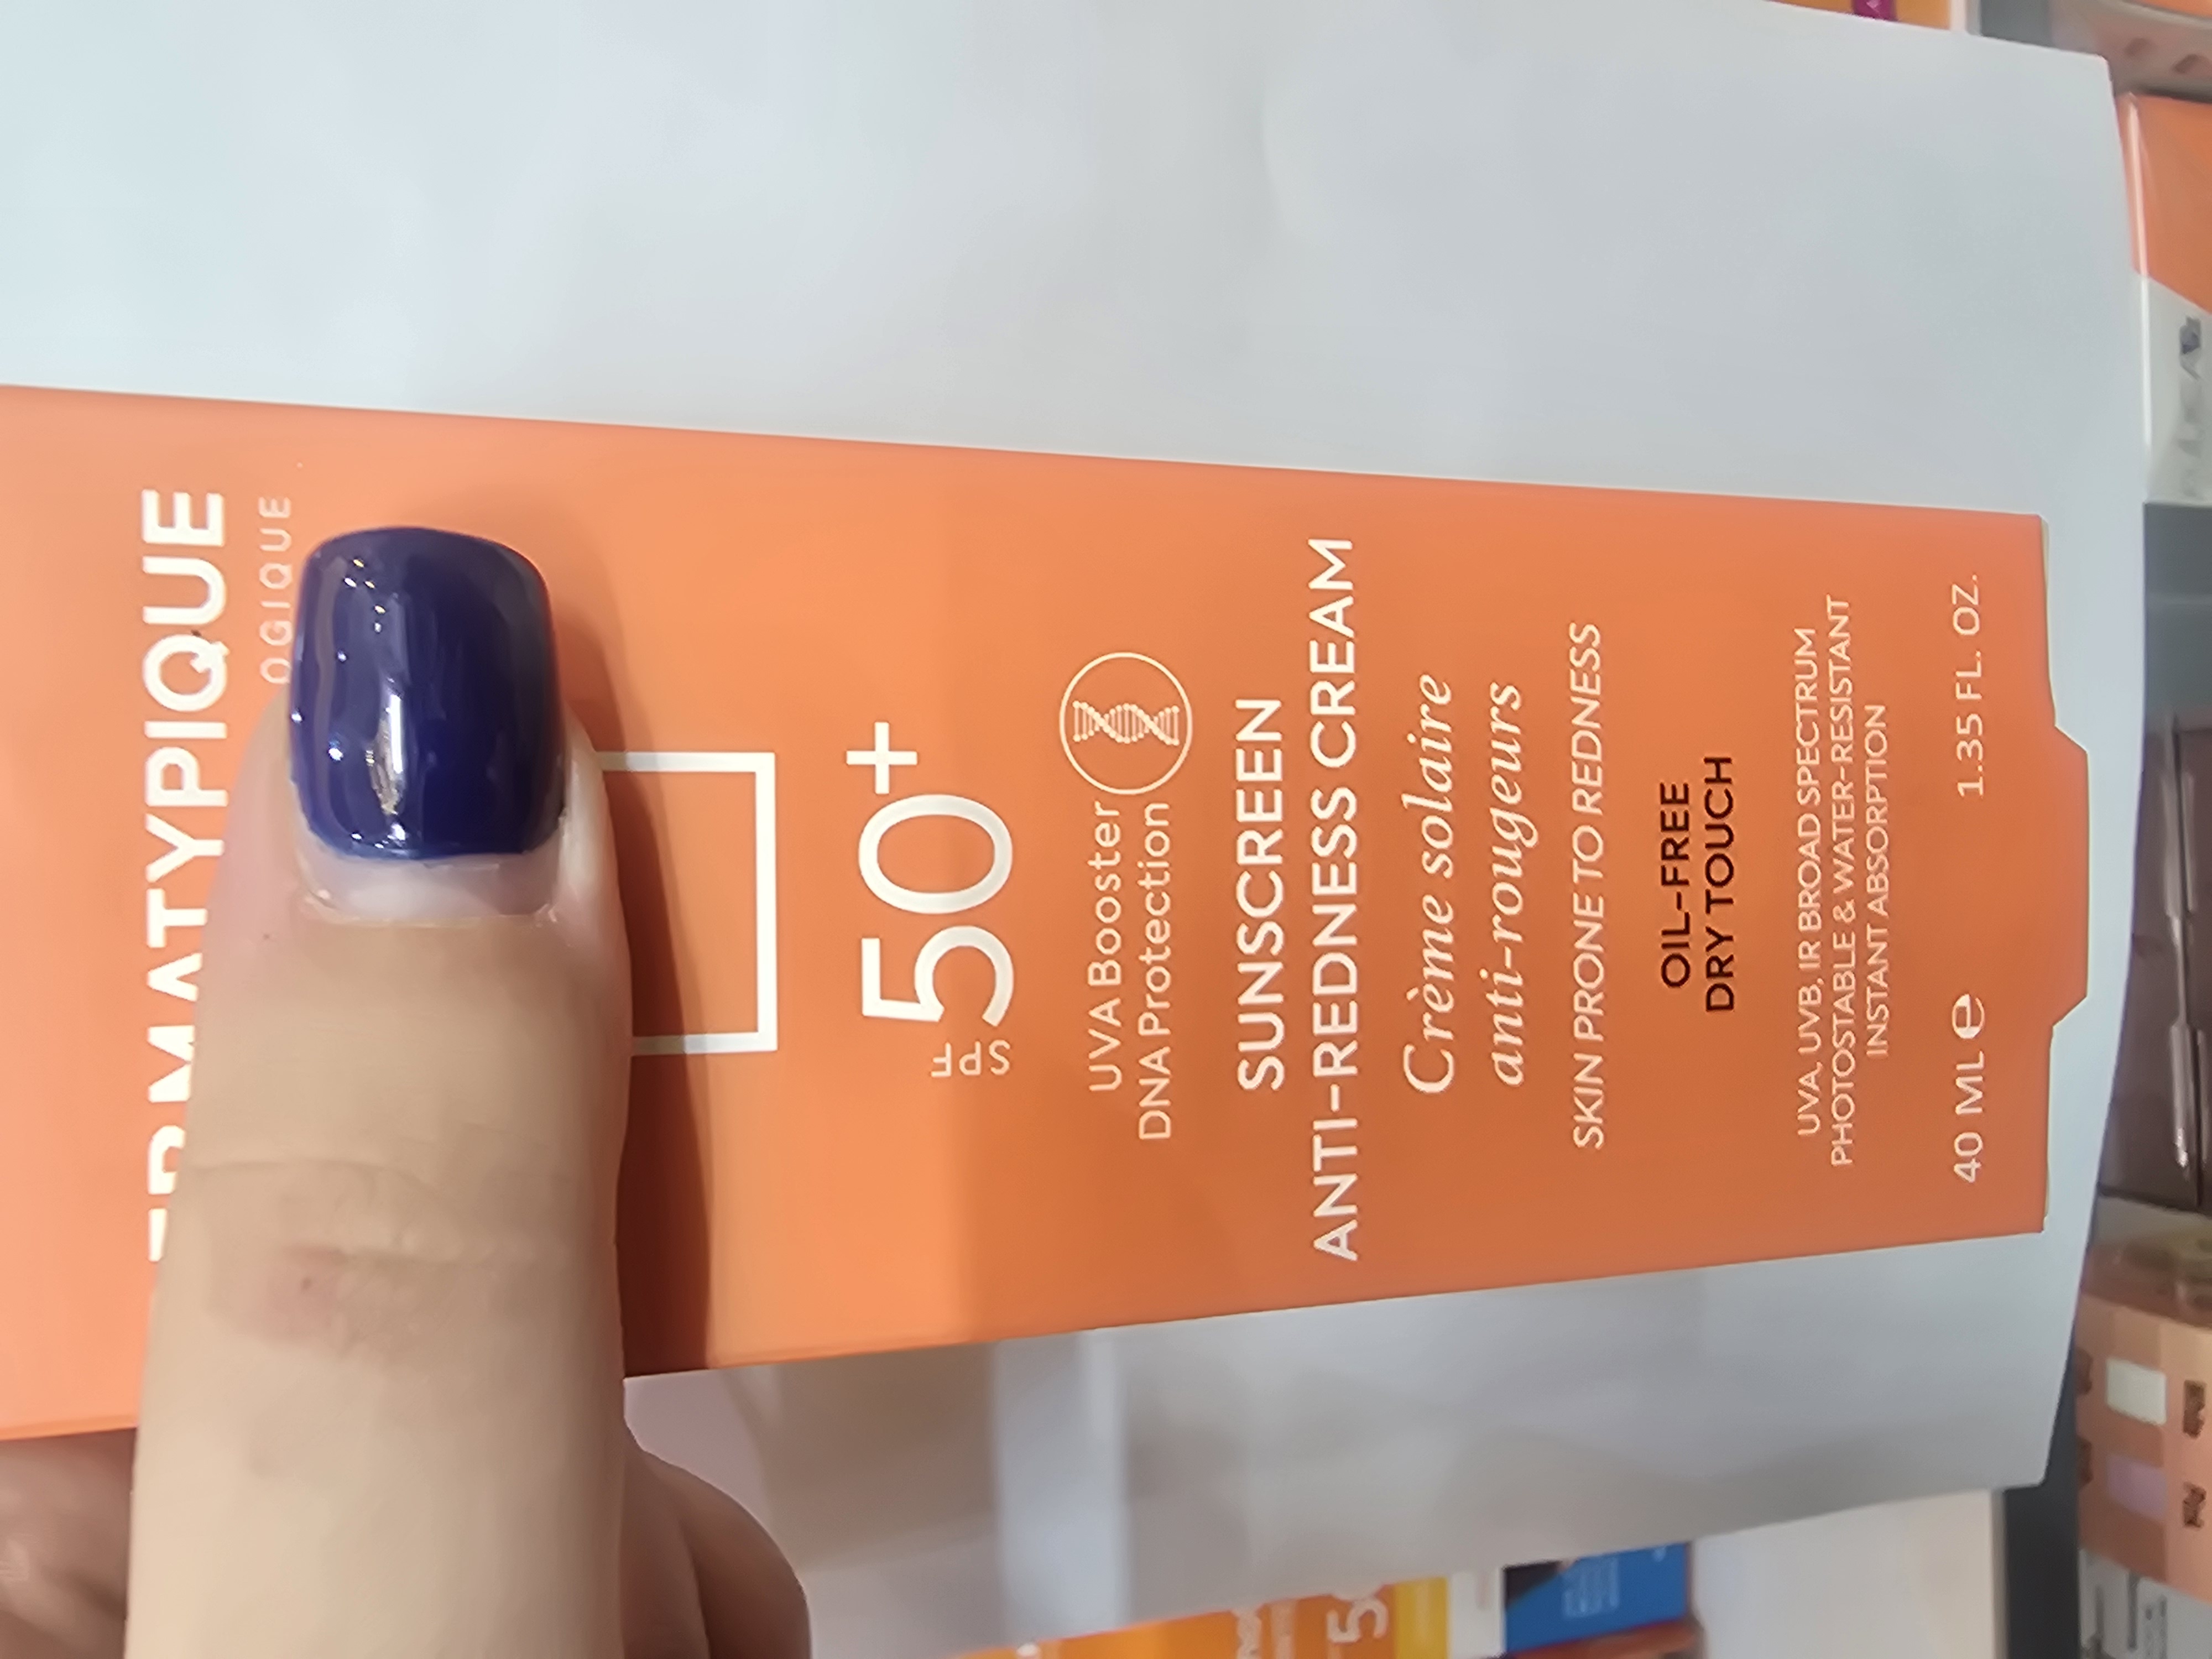 ERMATYPIQUE
OGIQUE
SPF 50+
UVA Booster
DNA Protection
SUNSCREEN
ANTI-REDNESS CREAM
Crème solaire
anti-rougeurs
SKIN PRONE TO REDNESS
OIL-FREE
DRY TOUCH
UVA, UVB, IR BROAD SPECTRUM
PHOTOSTABLE & WATER-RESISTANT
INSTANT ABSORPTION
40 ML e 1.35 FL. OZ.